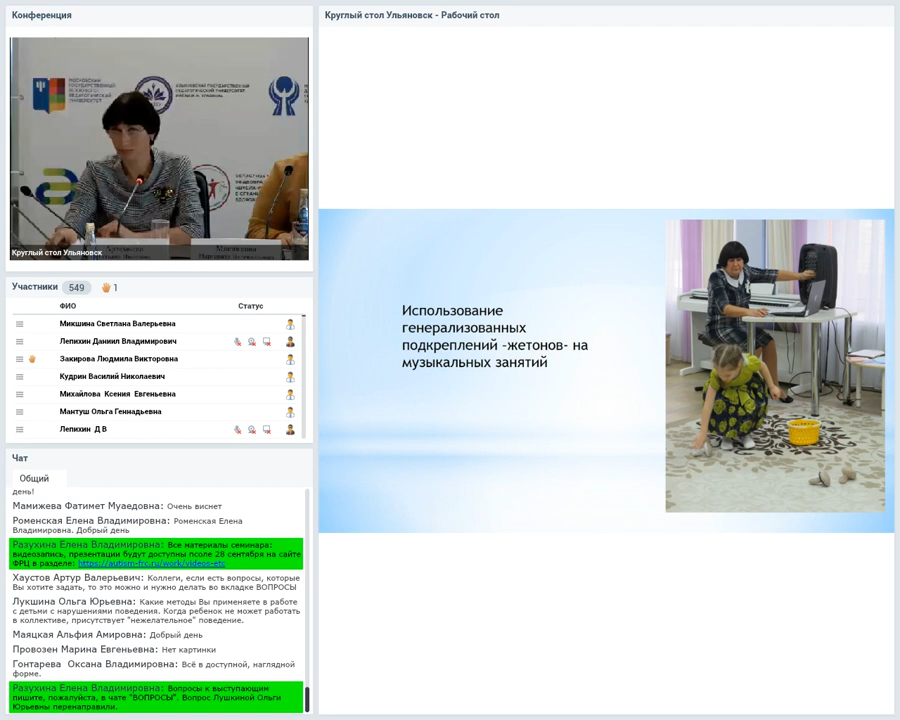 Конференция
МОСКОВСКИЙ
ГОСУДАРСТВЕННЫЙ
ПЕДАГОГИЧЕСКИЙ
УНИВЕРСИТЕТ
Круглый стол Ульяновск
Участники 549 1
ФИО Статус
Микшина Светлана Валерьевна
Лепихин Даниил Владимирович
Закирова Людмила Викторовна
Кудрин Василий Николаевич
Михайлова Ксения Евгеньевна
Мантуш Ольга Геннадьевна
Лепихин Д В
Чат
Общий
день!
Мамижева Фатимет Муаедовна: Очень виснет
Роменская Елена Владимировна: Роменская Елена
Владимировна. Добрый день
Разухина Елена Владимировна: Все материалы семинара:
видеозапись, презентации будут доступны псоле 28 сентября на сайте
ФРЦ в разделе: https://autism-frc.ru/work/videos-etc
Хаустов Артур Валерьевич: Коллеги, если есть вопросы, которые
Вы хотите задать, то это можно и нужно делать во вкладке ВОПРОСЫ
Лукшина Ольга Юрьевна: Какие методы Вы применяете в работе
с детьми с нарушениями поведения. Когда ребенок не может работать
в коллективе, присутствует "нежелательное" поведение.
Маяцкая Альфия Амировна: Добрый день
Провозен Марина Евгеньевна: Нет картинки
Гонтарева Оксана Владимировна: Всё в доступной, наглядной
форме.
Разухина Елена Владимировна: Вопросы к выступающим
пишите, пожалуйста, в чате "ВОПРОСЫ". Вопрос Лушкиной Ольги
Юрьевны перенаправили.
Круглый стол Ульяновск - Рабочий стол
Использование
генерализованных
подкреплений -жетонов- на
музыкальных занятий